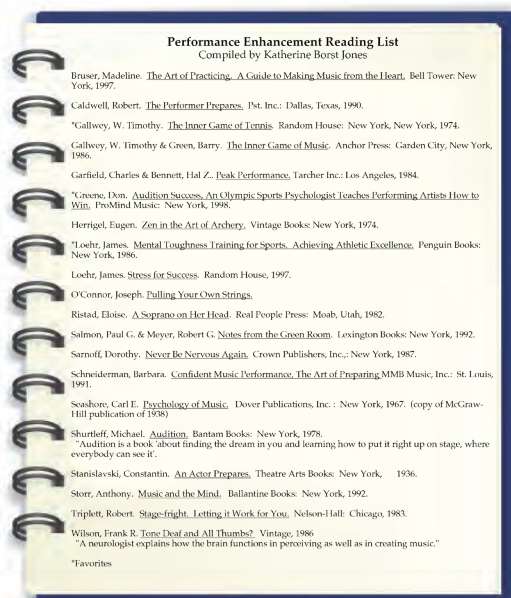 Performance Enhancement Reading List
Compiled by Katherine Borst Jones
Bruser, Madeline. The Art of Practicing. A Guide to Making Music from the Heart. Bell Tower: New
York, 1997.
Caldwell, Robert. The Performer Prepares. Pst. Inc.: Dallas, Texas, 1990.
*Gallwey, W. Timothy. The Inner Game of Tennis. Random House: New York, New York, 1974.
Gallwey, W. Timothy & Green, Barry. The Inner Game of Music. Anchor Press: Garden City, New York,
1986.
Garfield, Charles & Bennett, Hal Z.. Peak Performance. Tarcher Inc.: Los Angeles, 1984.
*Greene, Don. Audition Success, An Olympic Sports Psychologist Teaches Performing Artists How to
Win. ProMind Music: New York, 1998.
Herrigel, Eugen. Zen in the Art of Archery. Vintage Books: New York, 1974.
*Loehr, James. Mental Toughness Training for Sports. Achieving Athletic Excellence. Penguin Books:
New York, 1986.
Loehr, James. Stress for Success. Random House, 1997.
O'Connor, Joseph. Pulling Your Own Strings.
Ristad, Eloise. A Soprano on Her Head. Real People Press: Moab, Utah, 1982.
Salmon, Paul G. & Meyer, Robert G. Notes from the Green Room. Lexington Books: New York, 1992.
Sarnoff, Dorothy. Never Be Nervous Again. Crown Publishers, Inc.,: New York, 1987.
Schneiderman, Barbara. Confident Music Performance, The Art of Preparing MMB Music, Inc.: St. Louis,
1991.
Seashore, Carl E. Psychology of Music. Dover Publications, Inc. : New York, 1967. (copy of McGraw-
Hill publication of 1938)
Shurtleff, Michael. Audition. Bantam Books: New York, 1978.
"Audition is a book 'about finding the dream in you and learning how to put it right up on stage, where
everybody can see it'.
Stanislavski, Constantin. An Actor Prepares. Theatre Arts Books: New York, 1936.
Storr, Anthony. Music and the Mind. Ballantine Books: New York, 1992.
Triplett, Robert. Stage-fright. Letting it Work for You. Nelson-Hall: Chicago, 1983.
Wilson, Frank R. Tone Deaf and All Thumbs? Vintage, 1986
"A neurologist explains how the brain functions in perceiving as well as in creating music."
*Favorites